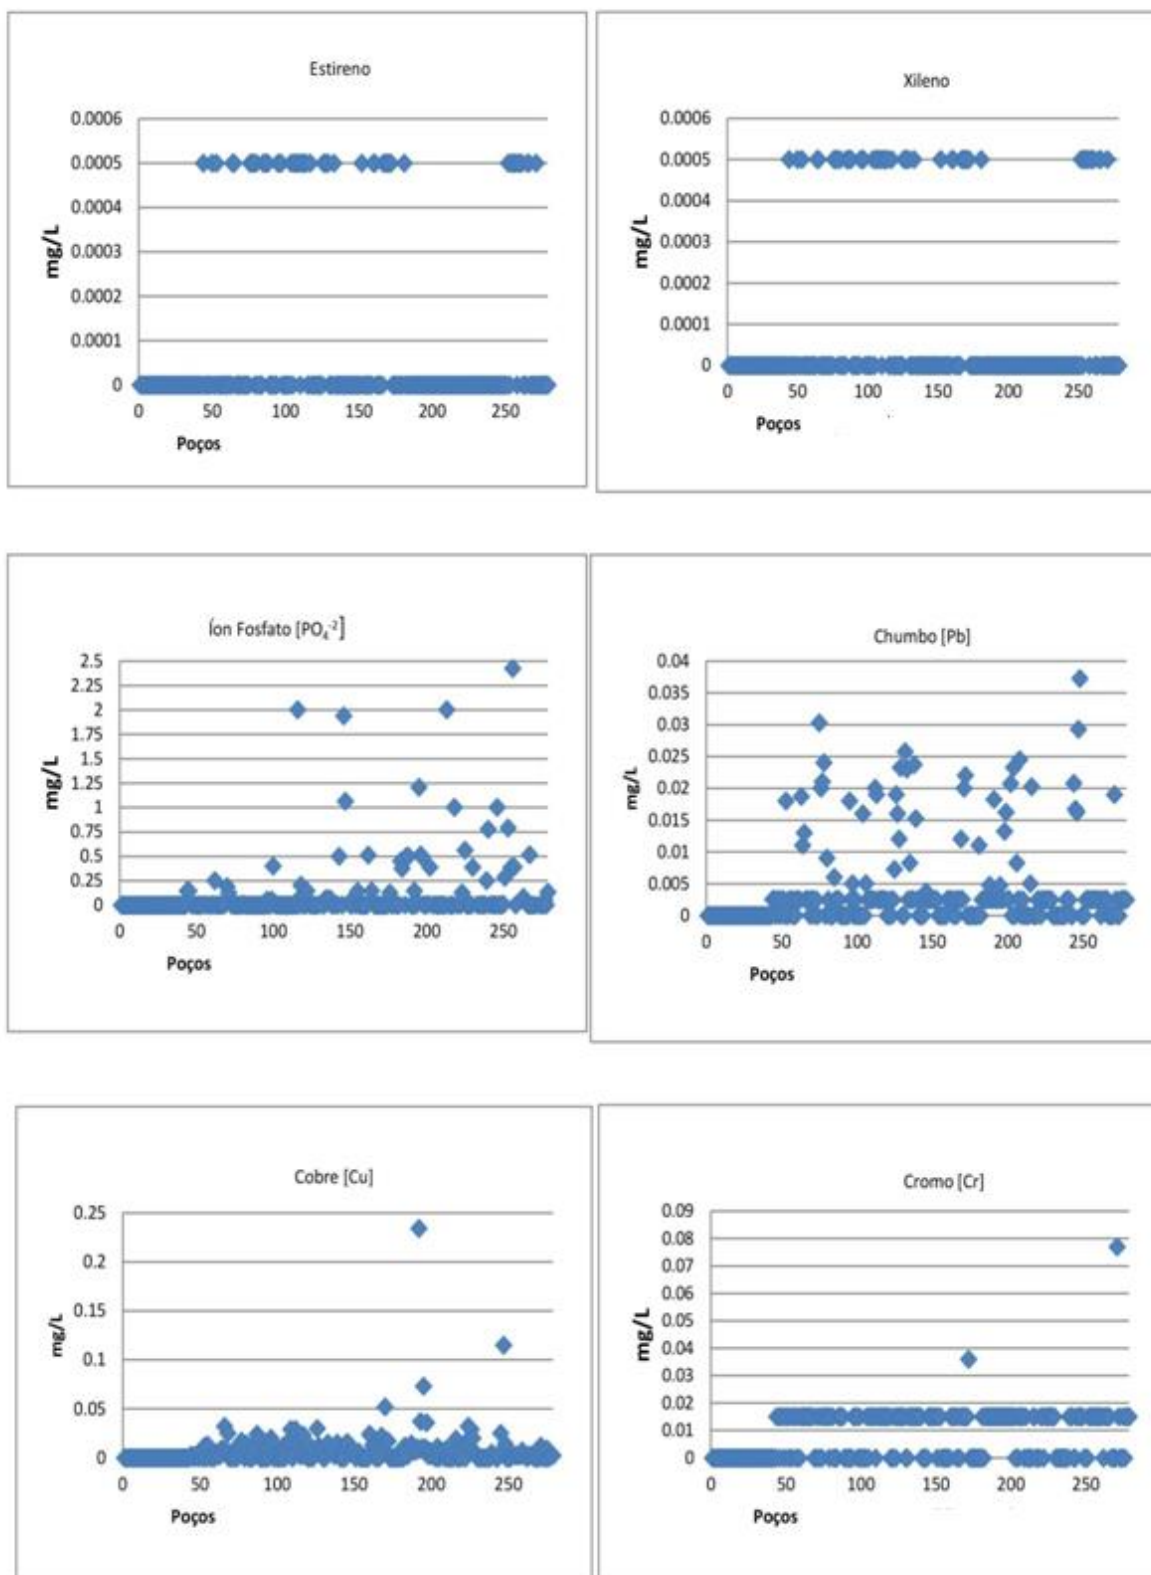 Estireno
mg/L
0.0006
0.0005
0.0004
0.0003
0.0002
0.0001
0
0 50 100 150 200 250
Poços
Xileno
mg/L
0.0006
0.0005
0.0004
0.0003
0.0002
0.0001
0
0 50 100 150 200 250
Poços
Íon Fosfato [PO₄⁻²]
mg/L
2.5
2.25
2
1.75
1.5
1.25
1
0.75
0.5
0.25
0
0 50 100 150 200 250
Poços
Chumbo [Pb]
mg/L
0.04
0.035
0.03
0.025
0.02
0.015
0.01
0.005
0
0 50 100 150 200 250
Poços
Cobre [Cu]
mg/L
0.25
0.2
0.15
0.1
0.05
0
0 50 100 150 200 250
Poços
Cromo [Cr]
mg/L
0.09
0.08
0.07
0.06
0.05
0.04
0.03
0.02
0.01
0
0 50 100 150 200 250
Poços